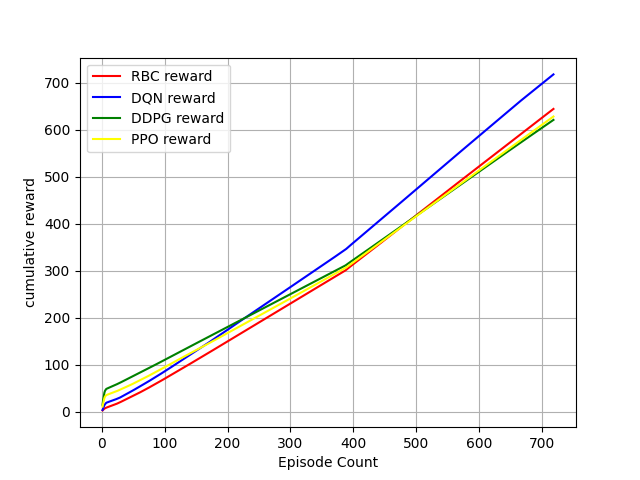 RBC reward
DQN reward
DDPG reward
PPO reward
cumulative reward
700
600
500
400
300
200
100
0
0 100 200 300 400 500 600 700
Episode Count